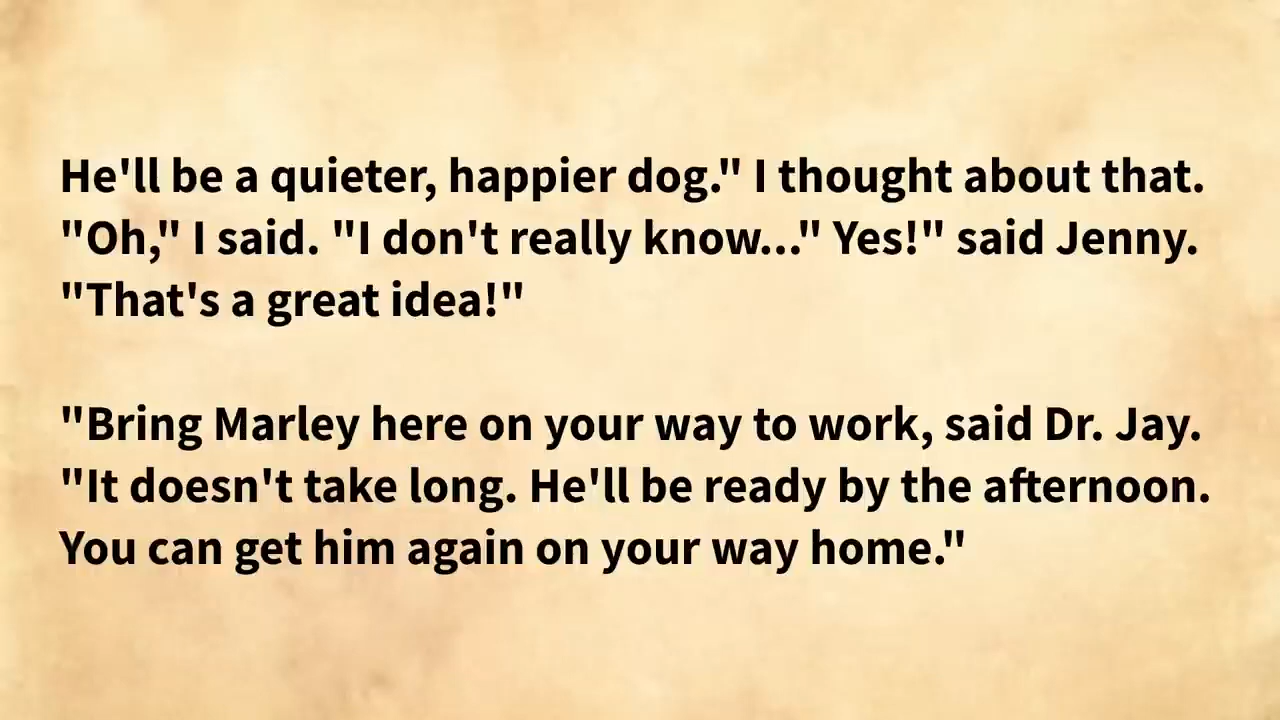 He'll be a quieter, happier dog." I thought about that.
"Oh," I said. "I don't really know..." Yes!" said Jenny.
"That's a great idea!"
"Bring Marley here on your way to work, said Dr. Jay.
"It doesn't take long. He'll be ready by the afternoon.
You can get him again on your way home."